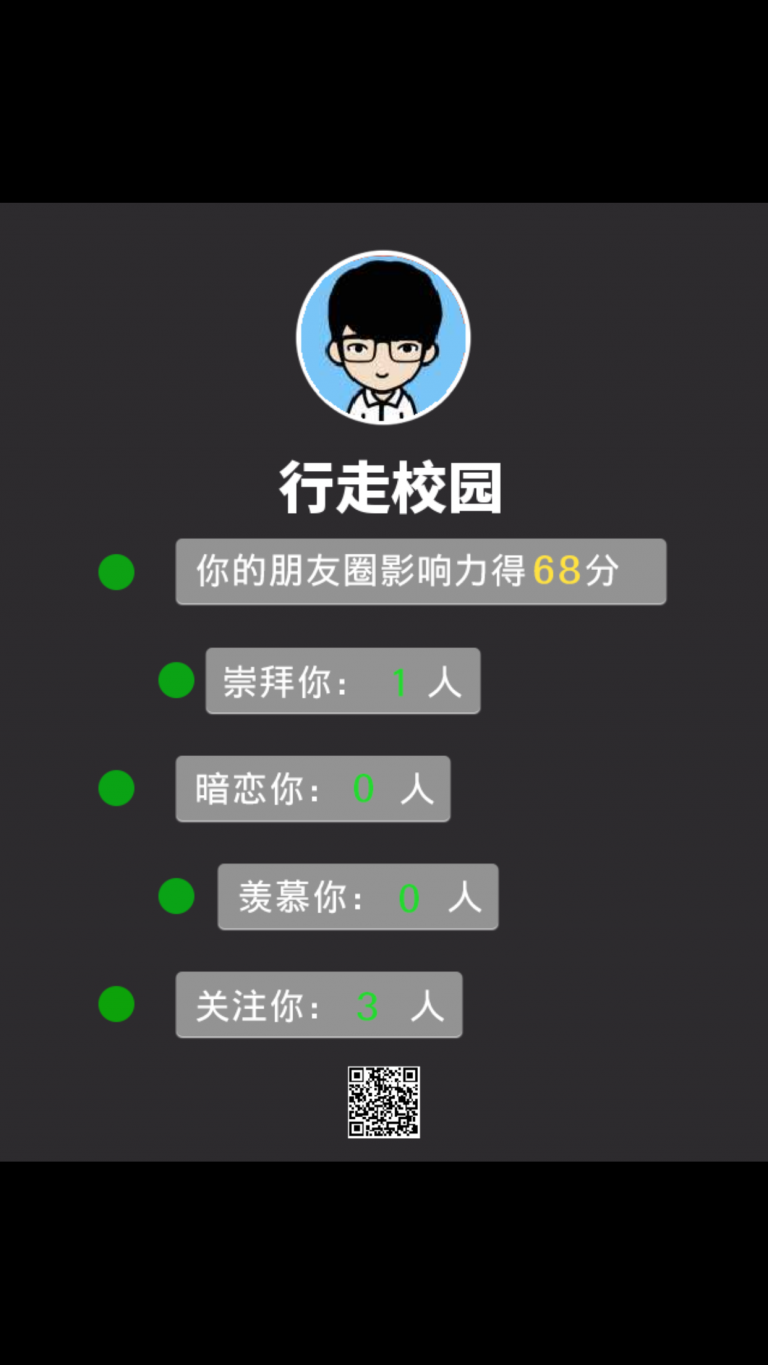 行走校园
你的朋友圈影响力得68分
崇拜你： 1 人
暗恋你： 0 人
羡慕你： 0 人
关注你： 3 人